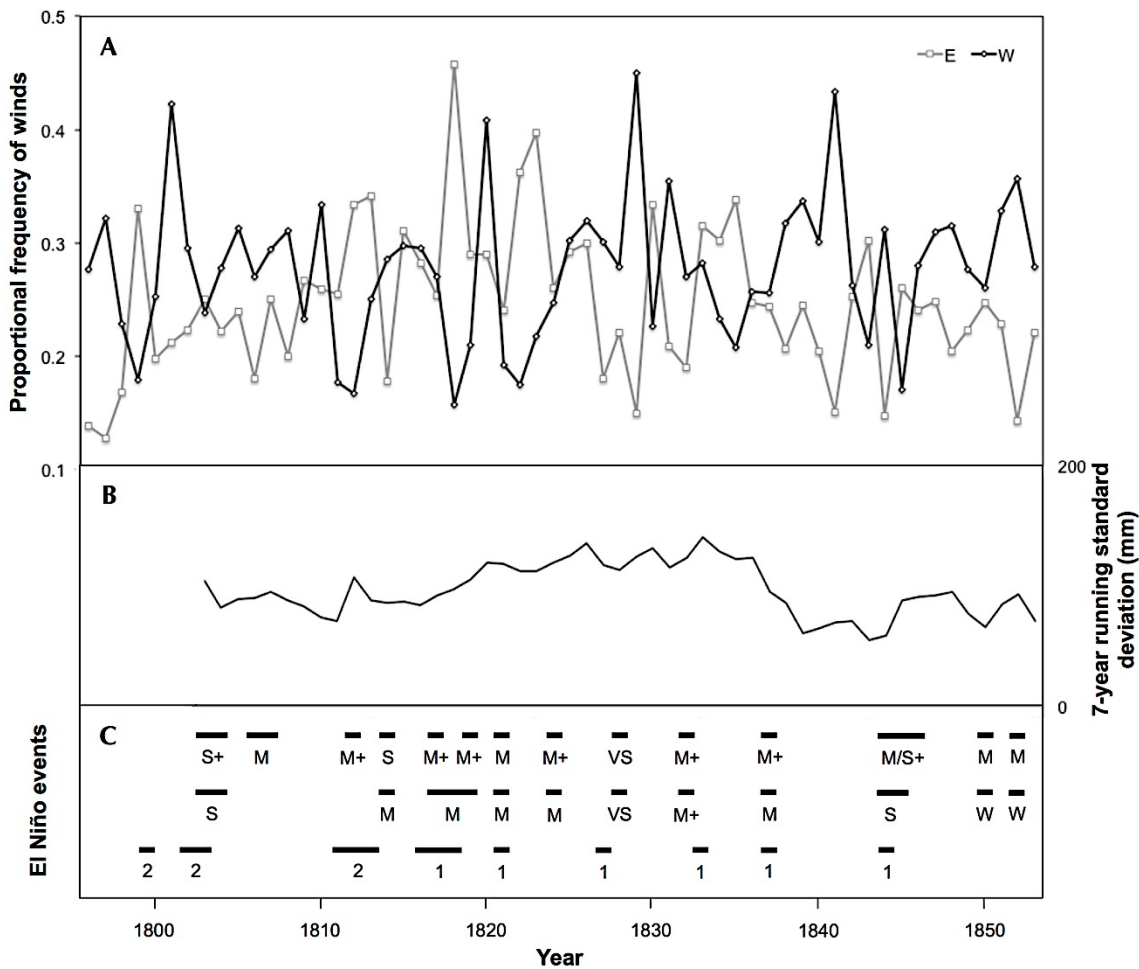 0.5
A
E W
0.4
0.3
0.2
0.1
Proportional frequency of winds
200
B
0
7-year running standard
deviation (mm)
C
S+ M M+ S M+ M+ M M+ VS M+ M+ M/S+ M M
S M M M M VS M+ M S W W
2 2 2 1 1 1 1 1 1
El Niño events
1800 1810 1820 1830 1840 1850
Year